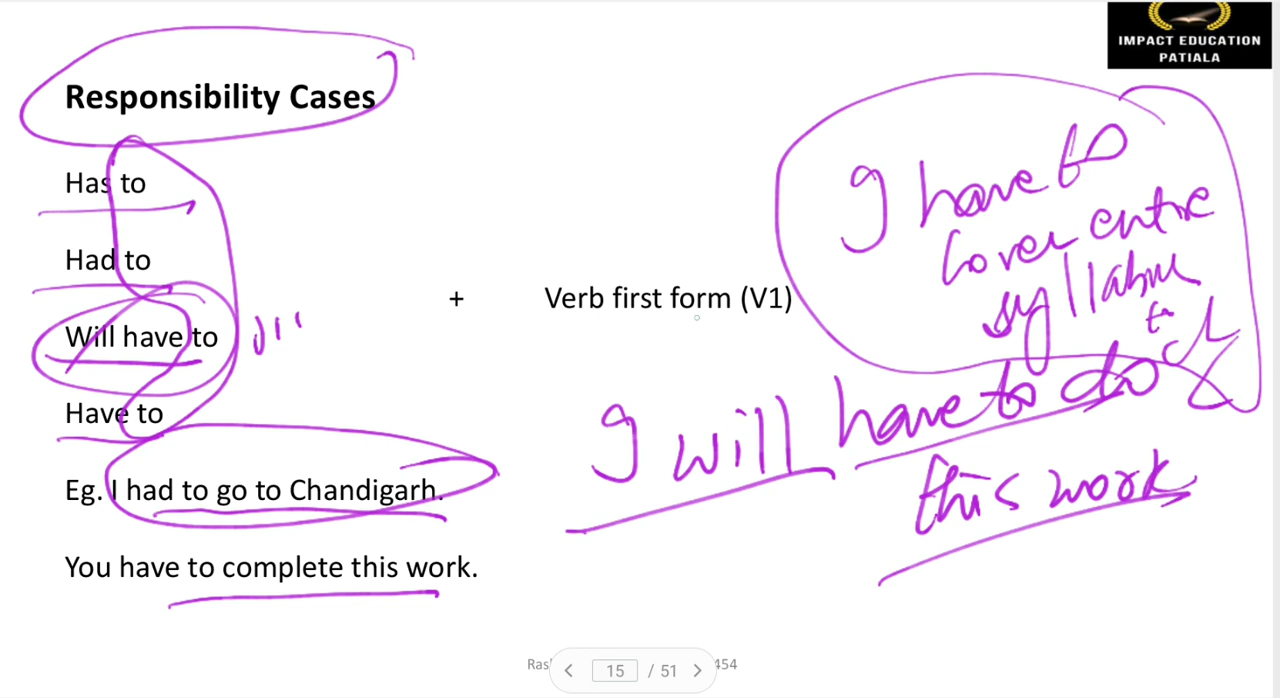 IMPACT EDUCATION
PATIALA
Responsibility Cases
Has to
Had to
Will have to
Have to
+
Verb first form (V1)
I have to
cover entire
syllabus
I will have to do
this work
Eg. I had to go to Chandigarh.
You have to complete this work.
15 / 51
454